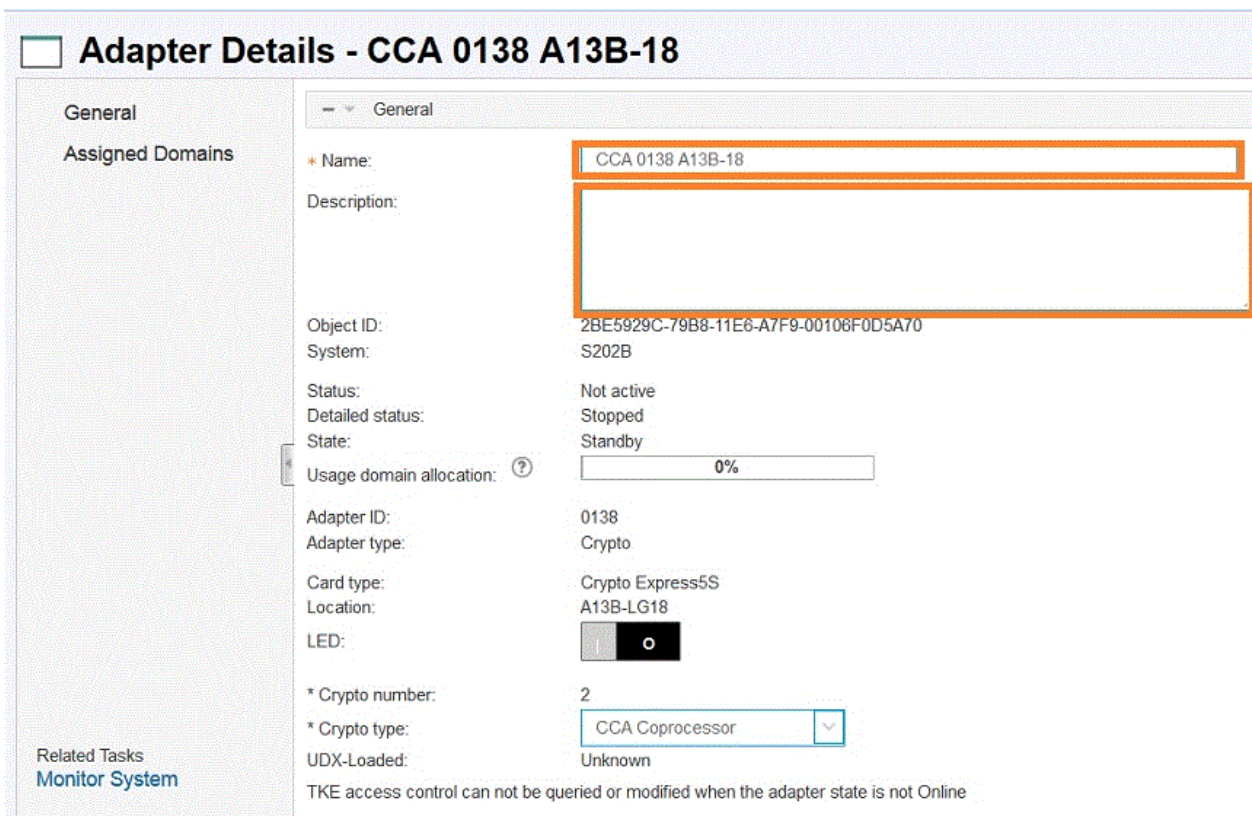 Adapter Details - CCA 0138 A13B-18
General
Assigned Domains
Related Tasks
Monitor System
General
* Name: CCA 0138 A13B-18
Description:
Object ID: 2BE5929C-79B8-11E6-A7F9-00106F0D5A70
System: S202B
Status: Not active
Detailed status: Stopped
State: Standby
Usage domain allocation: ? 0%
Adapter ID: 0138
Adapter type: Crypto
Card type: Crypto Express5S
Location: A13B-LG18
LED: | O
* Crypto number: 2
* Crypto type: CCA Coprocessor
UDX-Loaded: Unknown
TKE access control can not be queried or modified when the adapter state is not Online